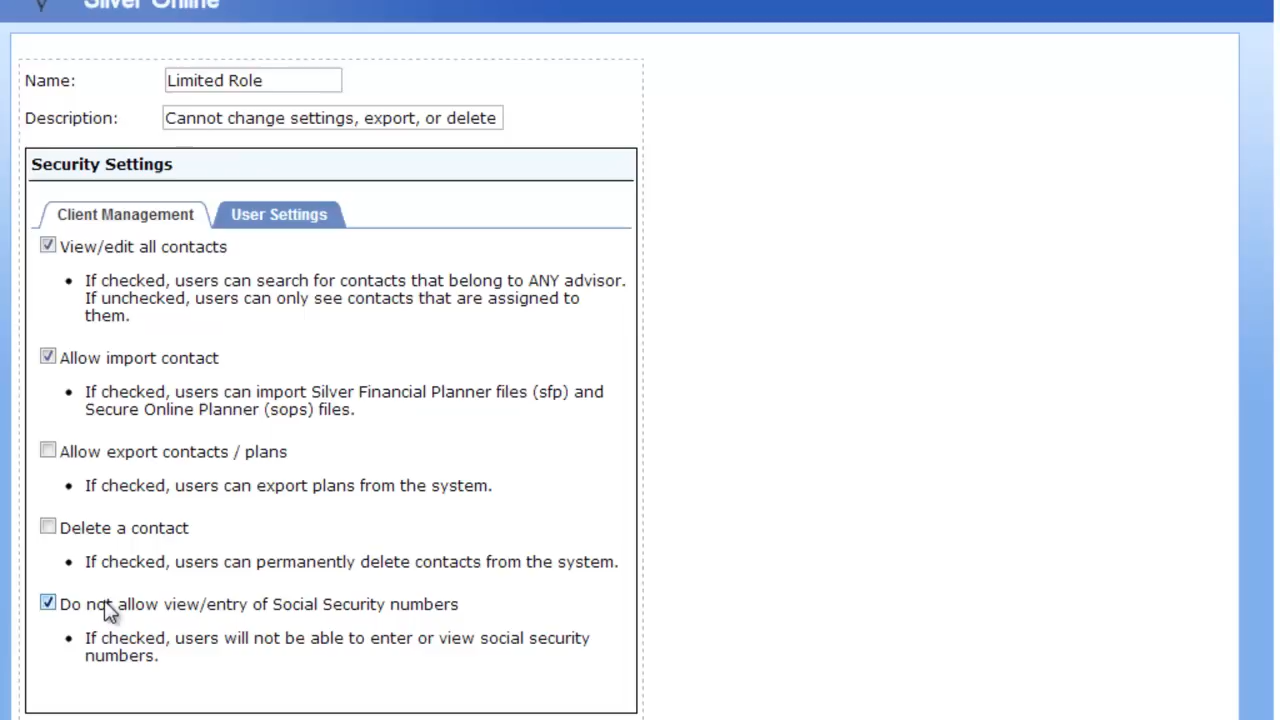 Silver Online
Name: Limited Role
Description: Cannot change settings, export, or delete
Security Settings
Client Management User Settings
View/edit all contacts
• If checked, users can search for contacts that belong to ANY advisor.
If unchecked, users can only see contacts that are assigned to
them.
Allow import contact
• If checked, users can import Silver Financial Planner files (sfp) and
Secure Online Planner (sops) files.
Allow export contacts / plans
• If checked, users can export plans from the system.
Delete a contact
• If checked, users can permanently delete contacts from the system.
Do not allow view/entry of Social Security numbers
• If checked, users will not be able to enter or view social security
numbers.